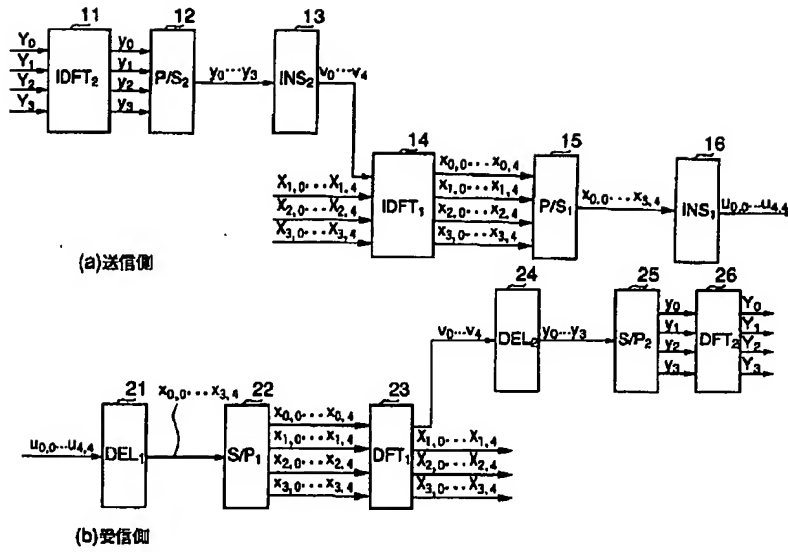 11
12
13
Y0
Y1
Y2
Y3
IDFT2
y0
y1
y2
y3
P/S2
y0…y3
INS2
v0…v4
14
15
16
X1,0…X1,4
X2,0…X2,4
X3,0…X3,4
IDFT1
x0,0…x0,4
x1,0…x1,4
x2,0…x2,4
x3,0…x3,4
P/S1
x0,0…x3,4
INS1
u0,0…u4,4
(a)送信側
24
25
26
v0…v4
DEL2
y0…y3
S/P2
y0
y1
y2
y3
DFT2
Y0
Y1
Y2
Y3
21
x0,0…x3,4
22
23
u0,0…u4,4
DEL1
S/P1
x0,0…x0,4
x1,0…x1,4
x2,0…x2,4
x3,0…x3,4
DFT1
X1,0…X1,4
X2,0…X2,4
X3,0…X3,4
(b)受信側